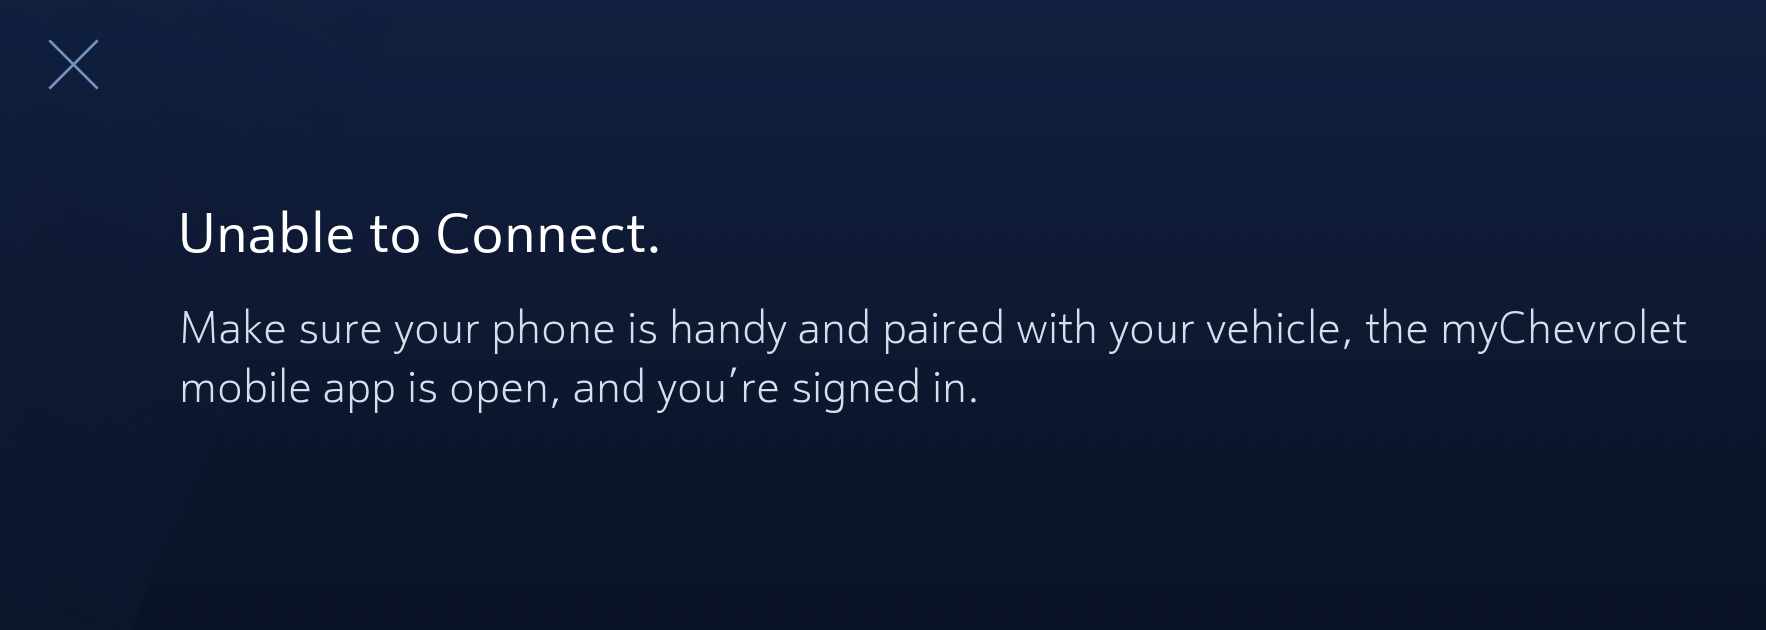 Unable to Connect.
Make sure your phone is handy and paired with your vehicle, the myChevrolet
mobile app is open, and you’re signed in.